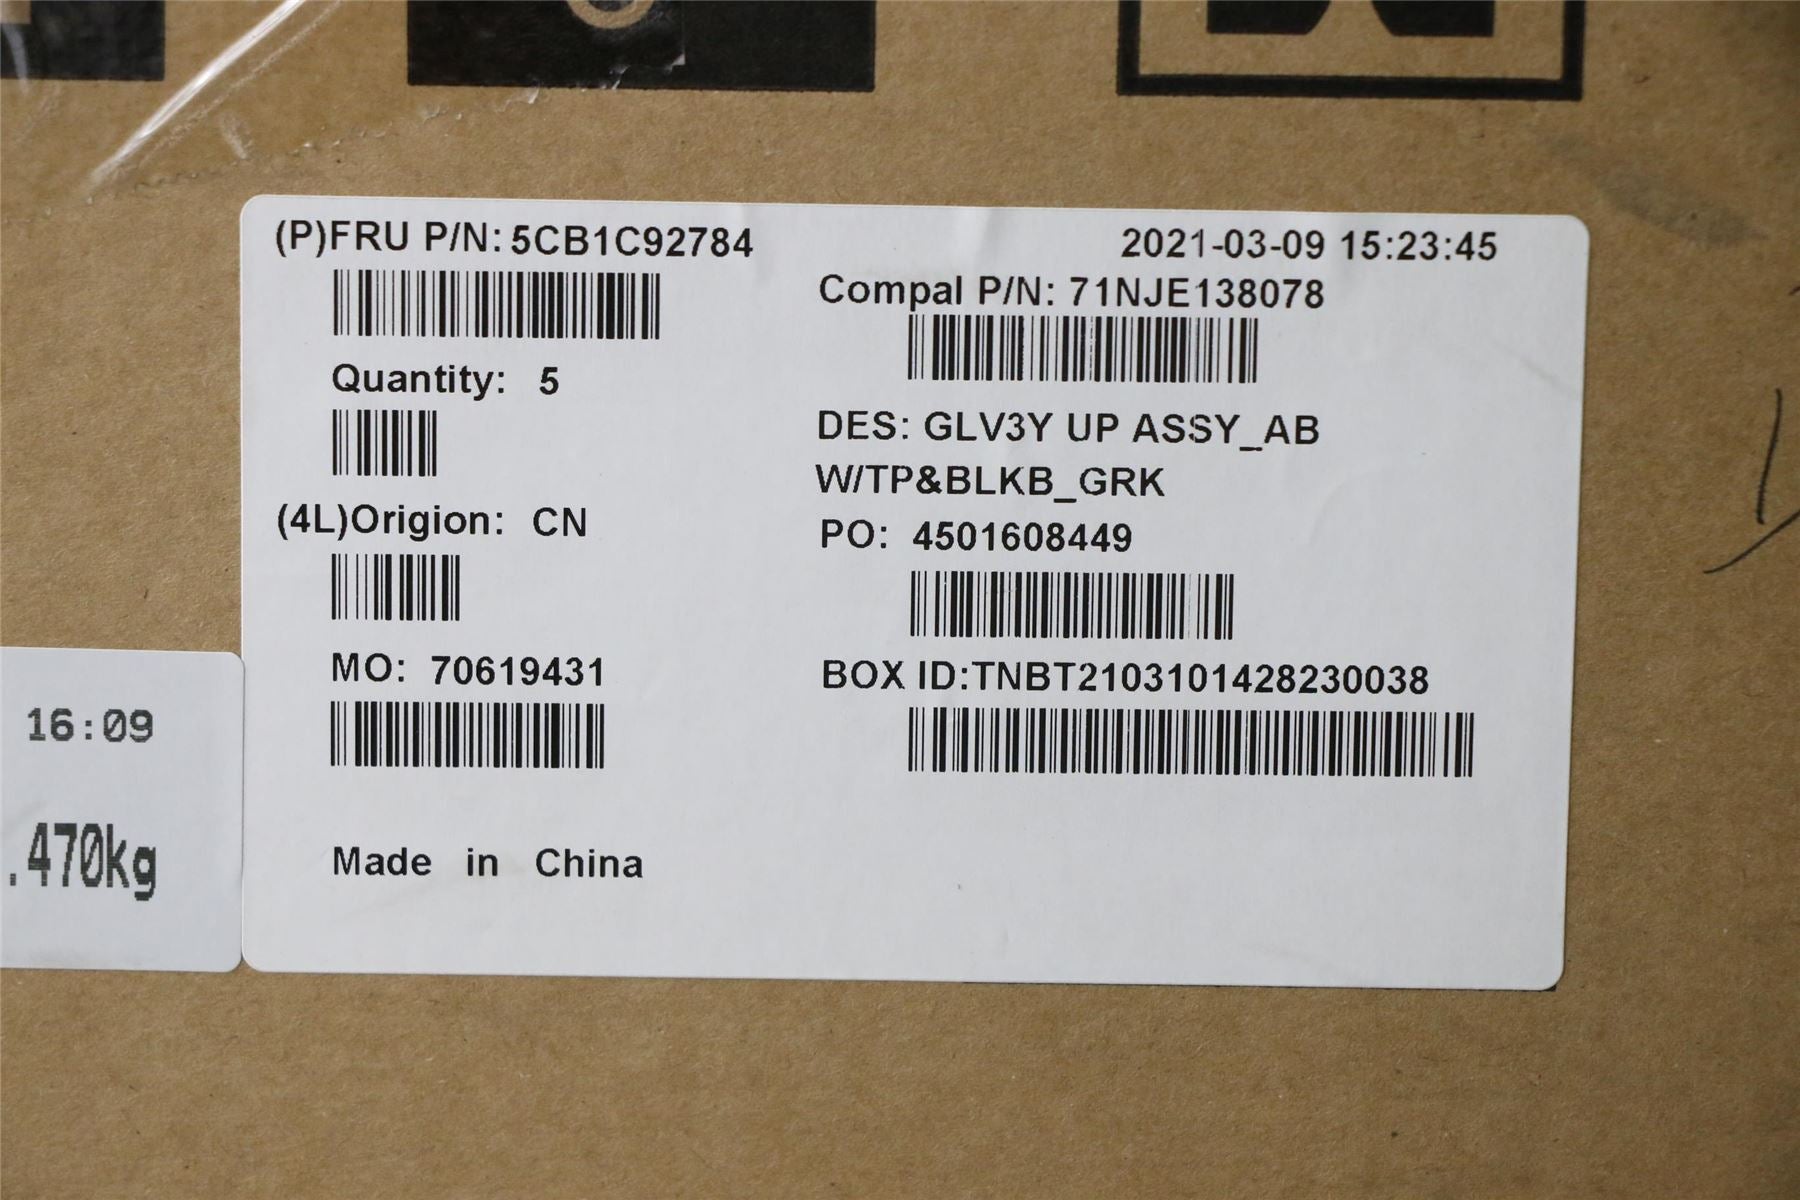 (P)FRU P/N: 5CB1C92784
2021-03-09 15:23:45
Compal P/N: 71NJE138078
Quantity: 5
DES: GLV3Y UP ASSY_AB
W/TP&BLKB_GRK
(4L)Origion: CN
PO: 4501608449
MO: 70619431
BOX ID:TNBT2103101428230038
Made in China
16:09
.470kg